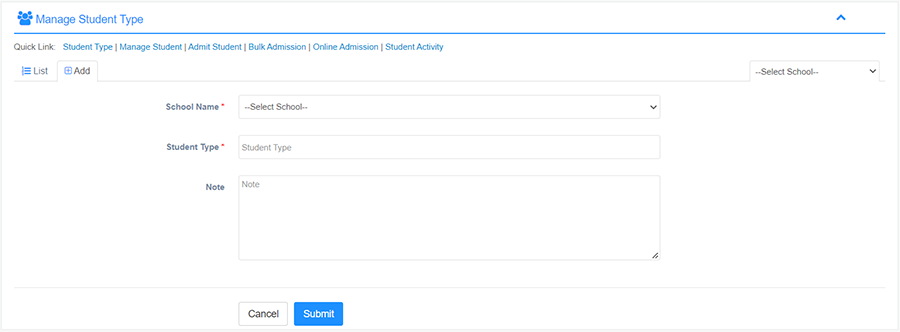 Manage Student Type
Quick Link: Student Type | Manage Student | Admit Student | Bulk Admission | Online Admission | Student Activity
List Add --Select School--
School Name * --Select School--
Student Type * Student Type
Note Note
Cancel Submit